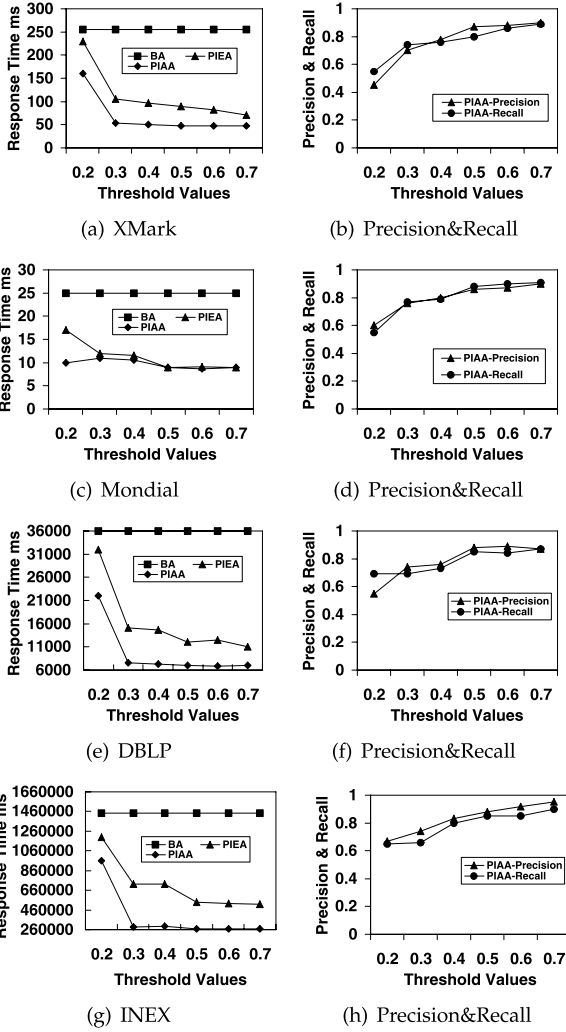 Response Time ms
300
250
200
150
100
50
0
BA PIEA
PIAA
0.2 0.3 0.4 0.5 0.6 0.7
Threshold Values
(a) XMark
Precision & Recall
1
0.8
0.6
0.4
0.2
0
PIAA-Precision
PIAA-Recall
0.2 0.3 0.4 0.5 0.6 0.7
Threshold Values
(b) Precision&Recall
Response Time ms
30
25
20
15
10
5
0
BA PIEA
PIAA
0.2 0.3 0.4 0.5 0.6 0.7
Threshold Values
(c) Mondial
Precision & Recall
1
0.8
0.6
0.4
0.2
0
PIAA-Precision
PIAA-Recall
0.2 0.3 0.4 0.5 0.6 0.7
Threshold Values
(d) Precision&Recall
Response Time ms
36000
31000
26000
21000
16000
11000
6000
BA PIEA
PIAA
0.2 0.3 0.4 0.5 0.6 0.7
Threshold Values
(e) DBLP
Precision & Recall
1
0.8
0.6
0.4
0.2
0
PIAA-Precision
PIAA-Recall
0.2 0.3 0.4 0.5 0.6 0.7
Threshold Values
(f) Precision&Recall
Response Time ms
1660000
1460000
1260000
1060000
860000
660000
460000
260000
BA PIEA
PIAA
0.2 0.3 0.4 0.5 0.6 0.7
Threshold Values
(g) INEX
Precision & Recall
1
0.8
0.6
0.4
0.2
0
PIAA-Precision
PIAA-Recall
0.2 0.3 0.4 0.5 0.6 0.7
Threshold Values
(h) Precision&Recall